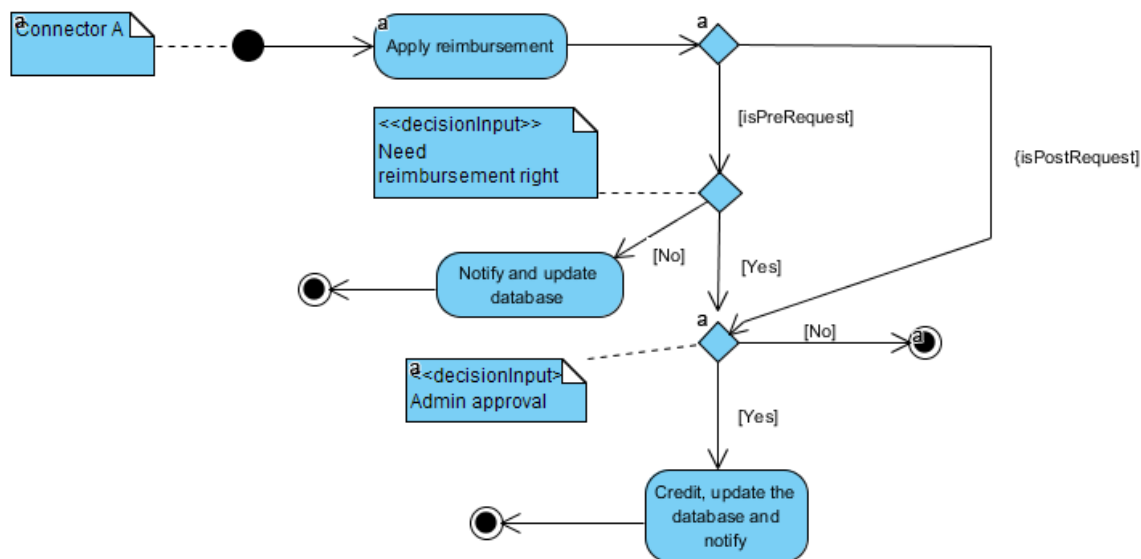 a
Connector A
a
Apply reimbursement
a
[isPreRequest]
{isPostRequest]
<<decisionInput>>
Need
reimbursement right
[No]
[Yes]
Notify and update
database
a
[No]
a
a
<<decisionInput>
Admin approval
[Yes]
Credit, update the
database and
notify